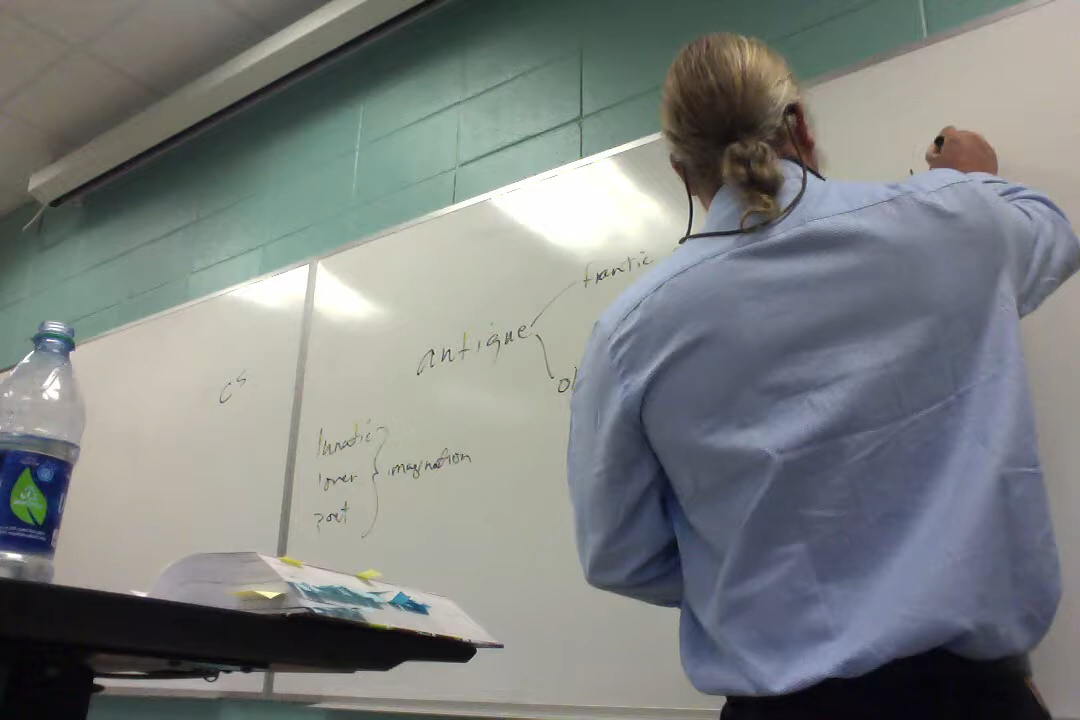 frantic
antique
cs
lunatic
lover
imagination
poet